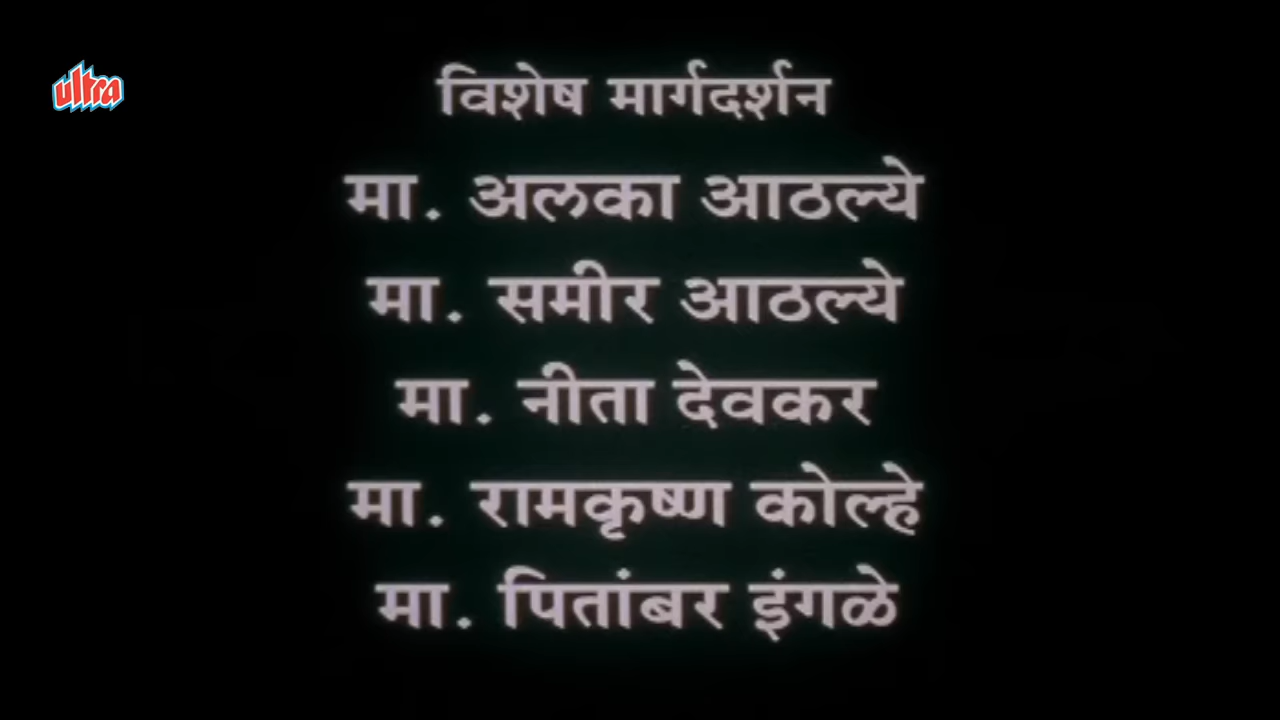 ultra
विशेष मार्गदर्शन
मा. अलका आठल्ये
मा. समीर आठल्ये
मा. नीता देवकर
मा. रामकृष्ण कोल्हे
मा. पितांबर इंगळे